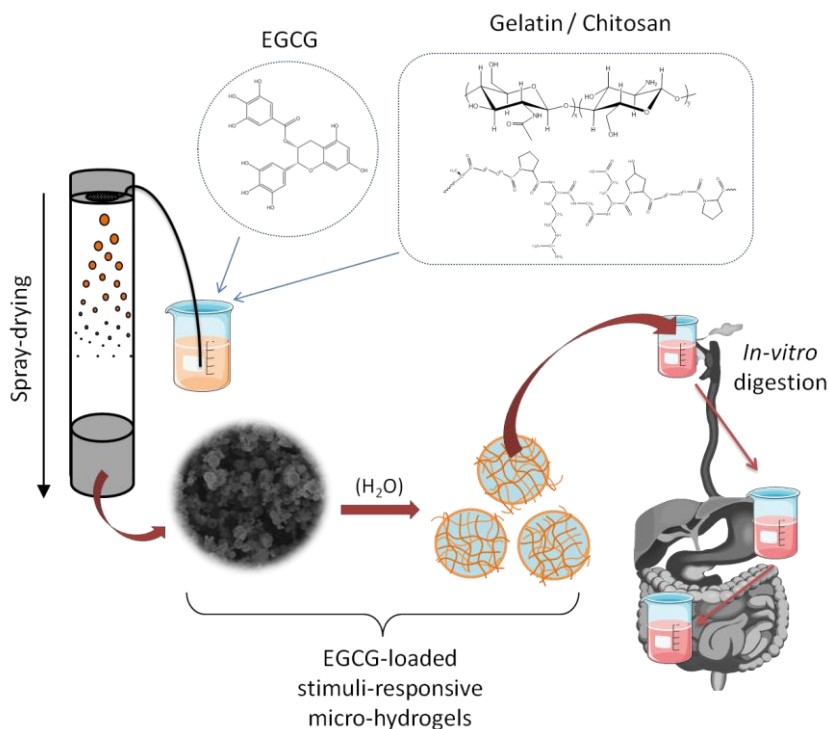 EGCG
Gelatin / Chitosan
Spray-drying
In-vitro
digestion
(H₂O)
EGCG-loaded
stimuli-responsive
micro-hydrogels